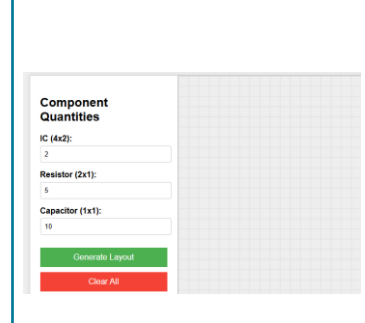 Component
Quantities
IC (4x2):
2
Resistor (2x1):
5
Capacitor (1x1):
10
Generate Layout
Clear All